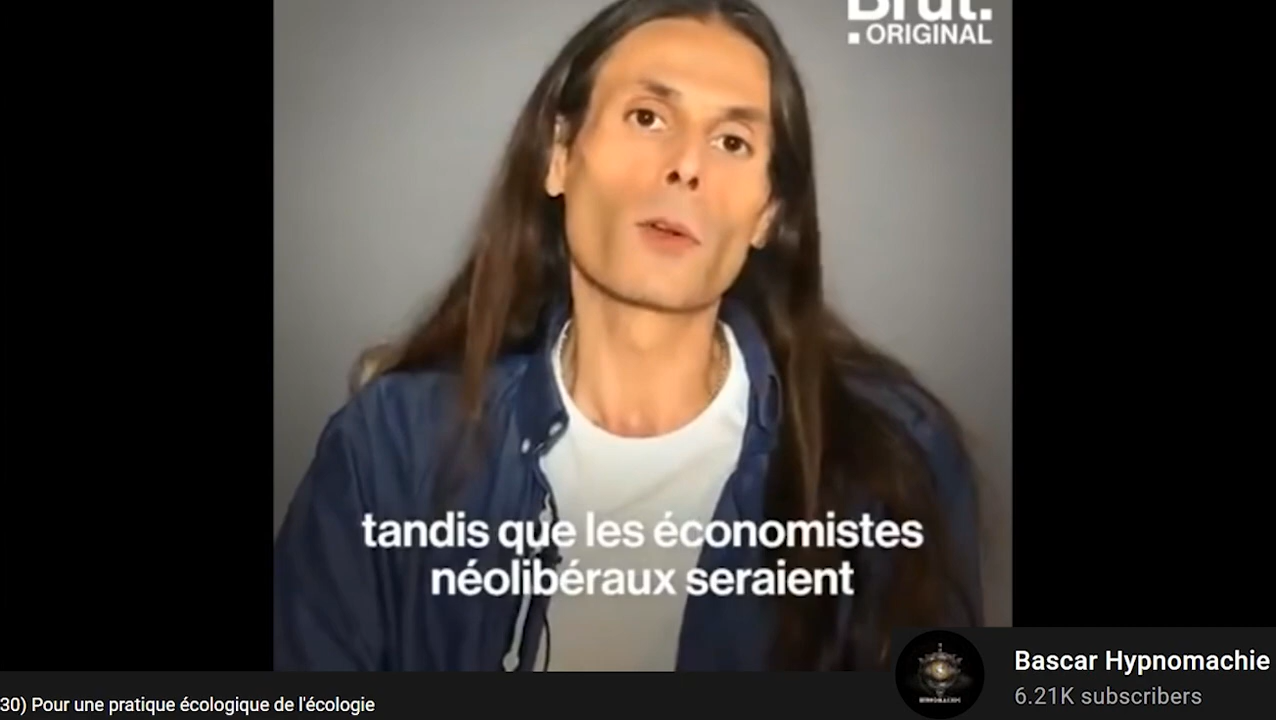 Brut.
ORIGINAL
tandis que les économistes
néolibéraux seraient
Bascar Hypnomachie
6.21K subscribers
30) Pour une pratique écologique de l'écologie